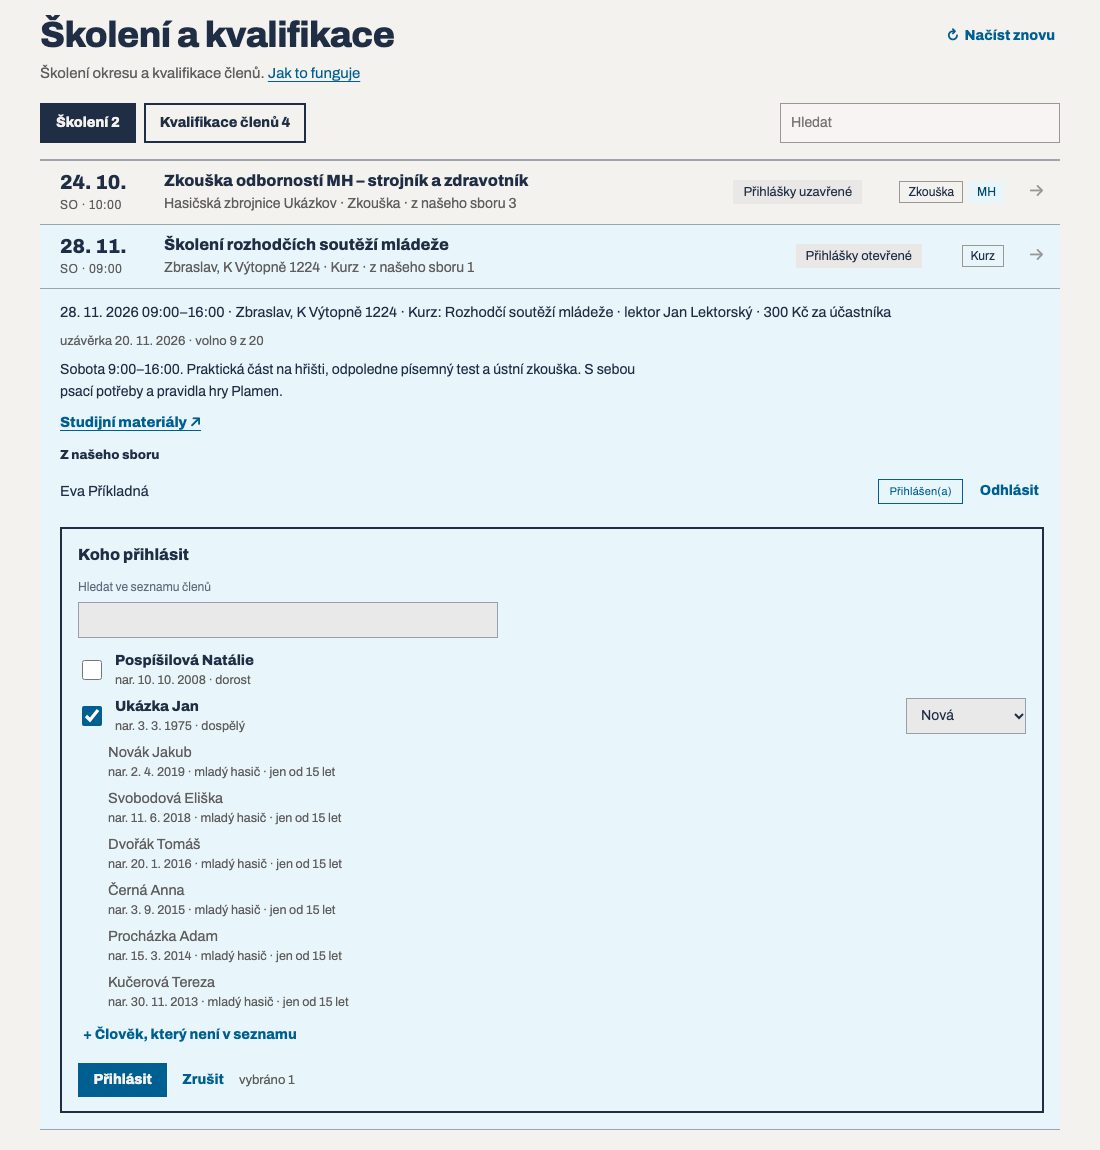 Školení a kvalifikace
↻ Načíst znovu
Školení okresu a kvalifikace členů. Jak to funguje
Školení 2
Kvalifikace členů 4
Hledat
24. 10.
SO · 10:00
Zkouška odborností MH – strojník a zdravotník
Hasičská zbrojnice Ukázkov · Zkouška · z našeho sboru 3
Přihlášky uzavřené
Zkouška
MH
→
28. 11.
SO · 09:00
Školení rozhodčích soutěží mládeže
Zbraslav, K Výtopně 1224 · Kurz · z našeho sboru 1
Přihlášky otevřené
Kurz
→
28. 11. 2026 09:00–16:00 · Zbraslav, K Výtopně 1224 · Kurz: Rozhodčí soutěží mládeže · lektor Jan Lektorský · 300 Kč za účastníka
uzávěrka 20. 11. 2026 · volno 9 z 20
Sobota 9:00–16:00. Praktická část na hřišti, odpoledne písemný test a ústní zkouška. S sebou
psací potřeby a pravidla hry Plamen.
Studijní materiály ↗
Z našeho sboru
Eva Příkladná
Přihlášen(a)
Odhlásit
Koho přihlásit
Hledat ve seznamu členů
Pospíšilová Natálie
nar. 10. 10. 2008 · dorost
Ukázka Jan
nar. 3. 3. 1975 · dospělý
Nová
Novák Jakub
nar. 2. 4. 2019 · mladý hasič · jen od 15 let
Svobodová Eliška
nar. 11. 6. 2018 · mladý hasič · jen od 15 let
Dvořák Tomáš
nar. 20. 1. 2016 · mladý hasič · jen od 15 let
Černá Anna
nar. 3. 9. 2015 · mladý hasič · jen od 15 let
Procházka Adam
nar. 15. 3. 2014 · mladý hasič · jen od 15 let
Kučerová Tereza
nar. 30. 11. 2013 · mladý hasič · jen od 15 let
+ Člověk, který není v seznamu
Přihlásit
Zrušit
vybráno 1